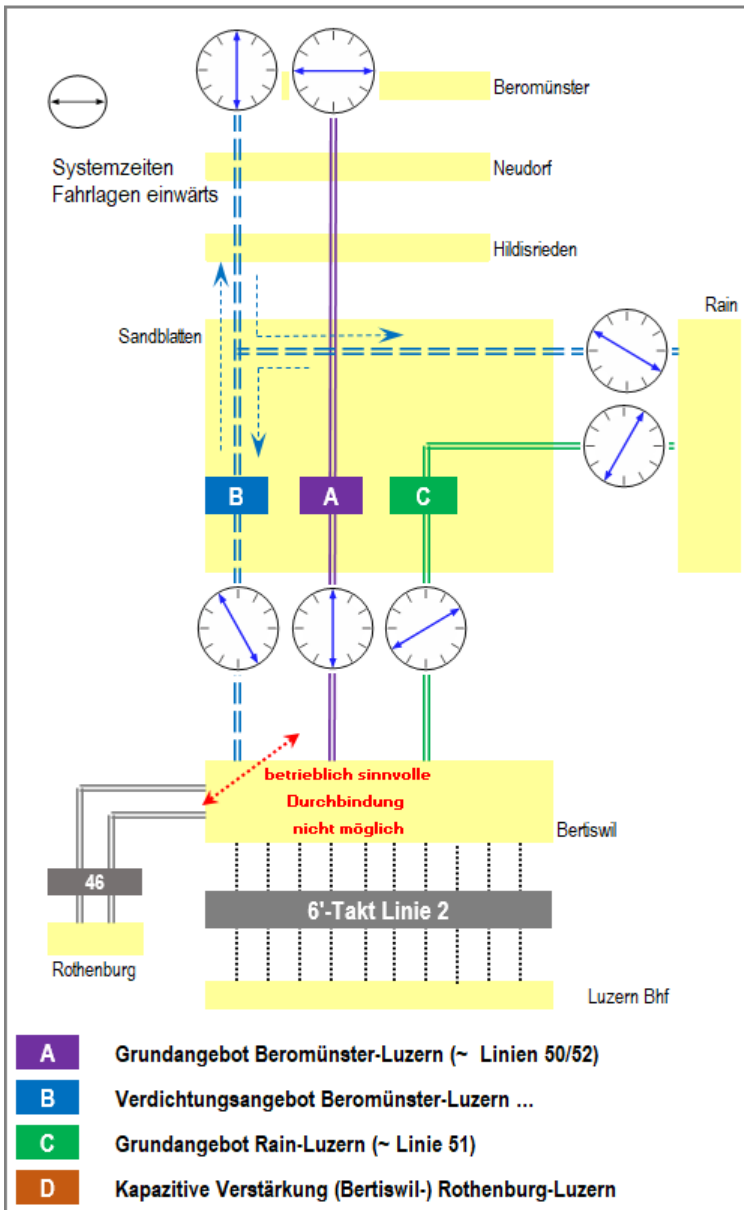 Beromünster
Systemzeiten
Fahrlagen einwärts
Neudorf
Hildisrieden
Rain
Sandblatten
B
A
C
betrieblich sinnvolle
Durchbindung
nicht möglich
Bertiswil
46
6'-Takt Linie 2
Rothenburg
Luzern Bhf
A Grundangebot Beromünster-Luzern (~ Linien 50/52)
B Verdichtungsangebot Beromünster-Luzern ...
C Grundangebot Rain-Luzern (~ Linie 51)
D Kapazitive Verstärkung (Bertiswil-) Rothenburg-Luzern